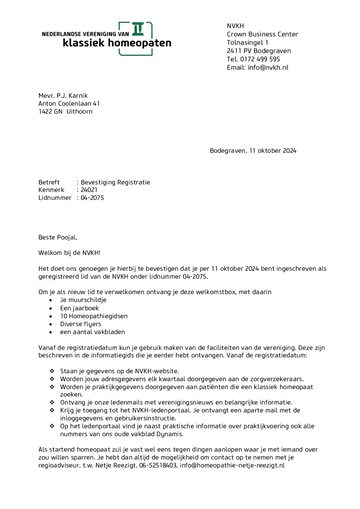 NEDERLANDSE VERENIGING VAN
klassiek homeopaten
NVKH
Crown Business Center
Tolnasingel 1
2411 PV Bodegraven
Tel. 0172 499 595
Email: info@nvkh.nl
Mevr. P.J. Karnik
Anton Coolenlaan 41
1422 GN Uithoorn
Bodegraven, 11 oktober 2024
Betreft : Bevestiging Registratie
Kenmerk : 24021
Lidnummer : 04-2075
Beste Poojal,
Welkom bij de NVKH!
Het doet ons genoegen je hierbij te bevestigen dat je per 11 oktober 2024 bent ingeschreven als
geregistreerd lid van de NVKH onder lidnummer 04-2075.
Om je als nieuw lid te verwelkomen ontvang je deze welkomstbox, met daarin
• Je muurschildje
• Een jaarboek
• 10 Homeopathiegidsen
• Diverse flyers
• een aantal vakbladen
Vanaf de registratiedatum kun je gebruik maken van de faciliteiten van de vereniging. Deze zijn
beschreven in de informatiegids die je eerder hebt ontvangen. Vanaf de registratiedatum:
❖ Staan je gegevens op de NVKH-website.
❖ Worden jouw adresgegevens elk kwartaal doorgegeven aan de zorgverzekeraars.
❖ Worden je praktijkgegevens doorgegeven aan patiënten die een klassiek homeopaat
zoeken.
❖ Ontvang je onze ledenmails met verenigingsnieuws en belangrijke informatie.
❖ Krijg je toegang tot het NVKH-ledenportaal. Je ontvangt een aparte mail met de
inloggegevens en gebruikersinstructie.
❖ Op het ledenportaal vind je naast praktische informatie over praktijkvoering ook alle
nummers van ons oude vakblad Dynamis.
Als startend homeopaat zul je vast wel eens tegen dingen aanlopen waar je met iemand over
zou willen sparren. Je hebt dan altijd de mogelijkheid om contact op te nemen met je
regioadviseur, t.w. Netje Reezigt, 06-52518403, info@homeopathie-netje-reezigt.nl